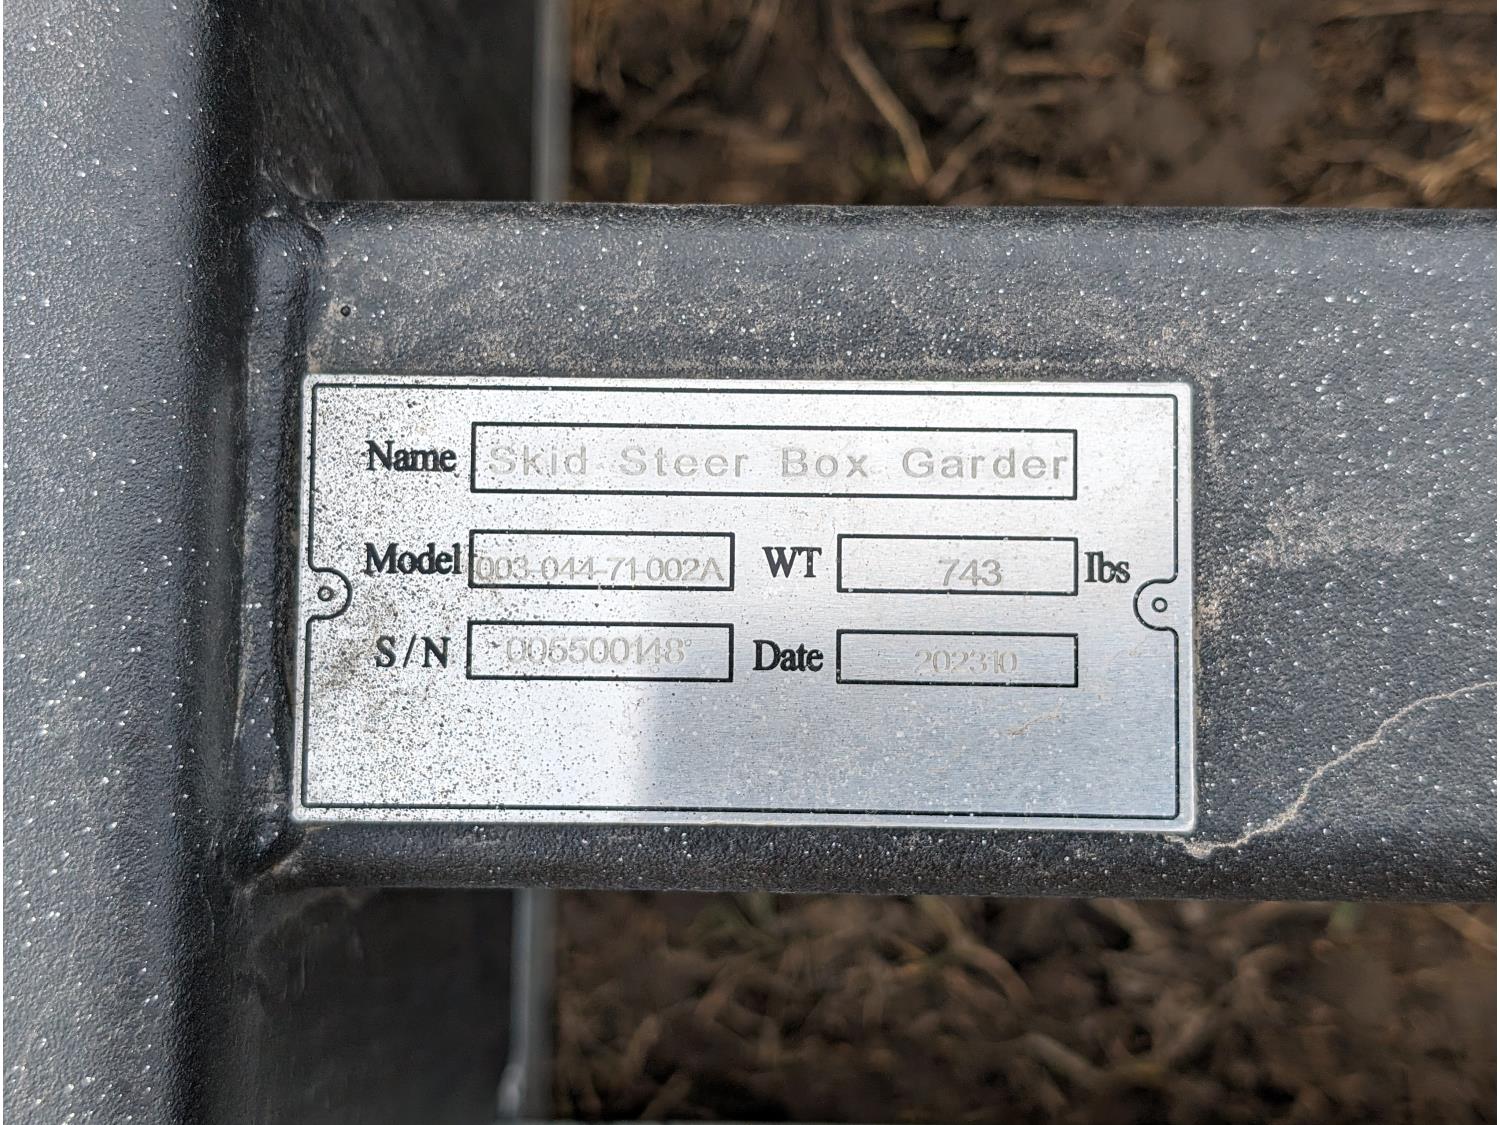 Name Skid Steer Box Garder
Model 003-044-71-002A WT 743 lbs
S/N 006500148 Date 202310